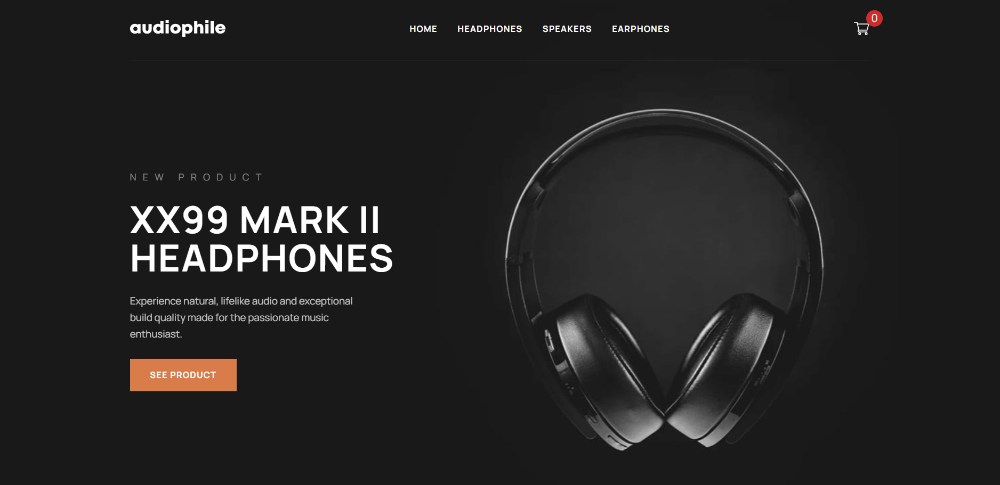 audiophile
HOME HEADPHONES SPEAKERS EARPHONES
0
NEW PRODUCT
XX99 MARK II
HEADPHONES
Experience natural, lifelike audio and exceptional
build quality made for the passionate music
enthusiast.
SEE PRODUCT